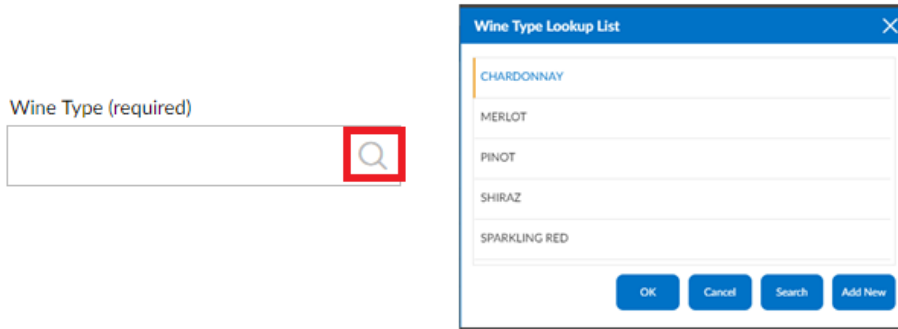 Wine Type (required)
Wine Type Lookup List
CHARDONNAY
MERLOT
PINOT
SHIRAZ
SPARKLING RED
OK Cancel Search Add New